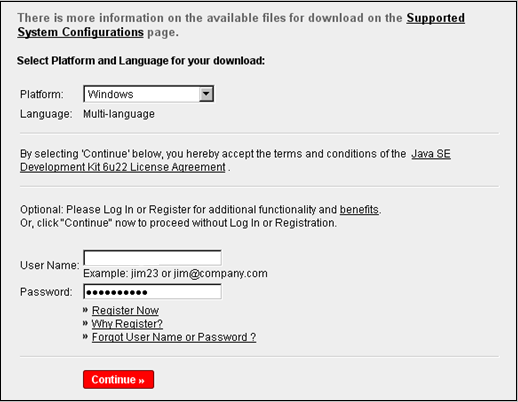 There is more information on the available files for download on the Supported
System Configurations page.
Select Platform and Language for your download:
Platform: Windows
Language: Multi-language
By selecting 'Continue' below, you hereby accept the terms and conditions of the Java SE
Development Kit 6u22 License Agreement .
Optional: Please Log In or Register for additional functionality and benefits.
Or, click "Continue" now to proceed without Log In or Registration.
User Name:
Example: jim23 or jim@company.com
Password: ●●●●●●●●●●
» Register Now
» Why Register?
» Forgot User Name or Password ?
Continue »